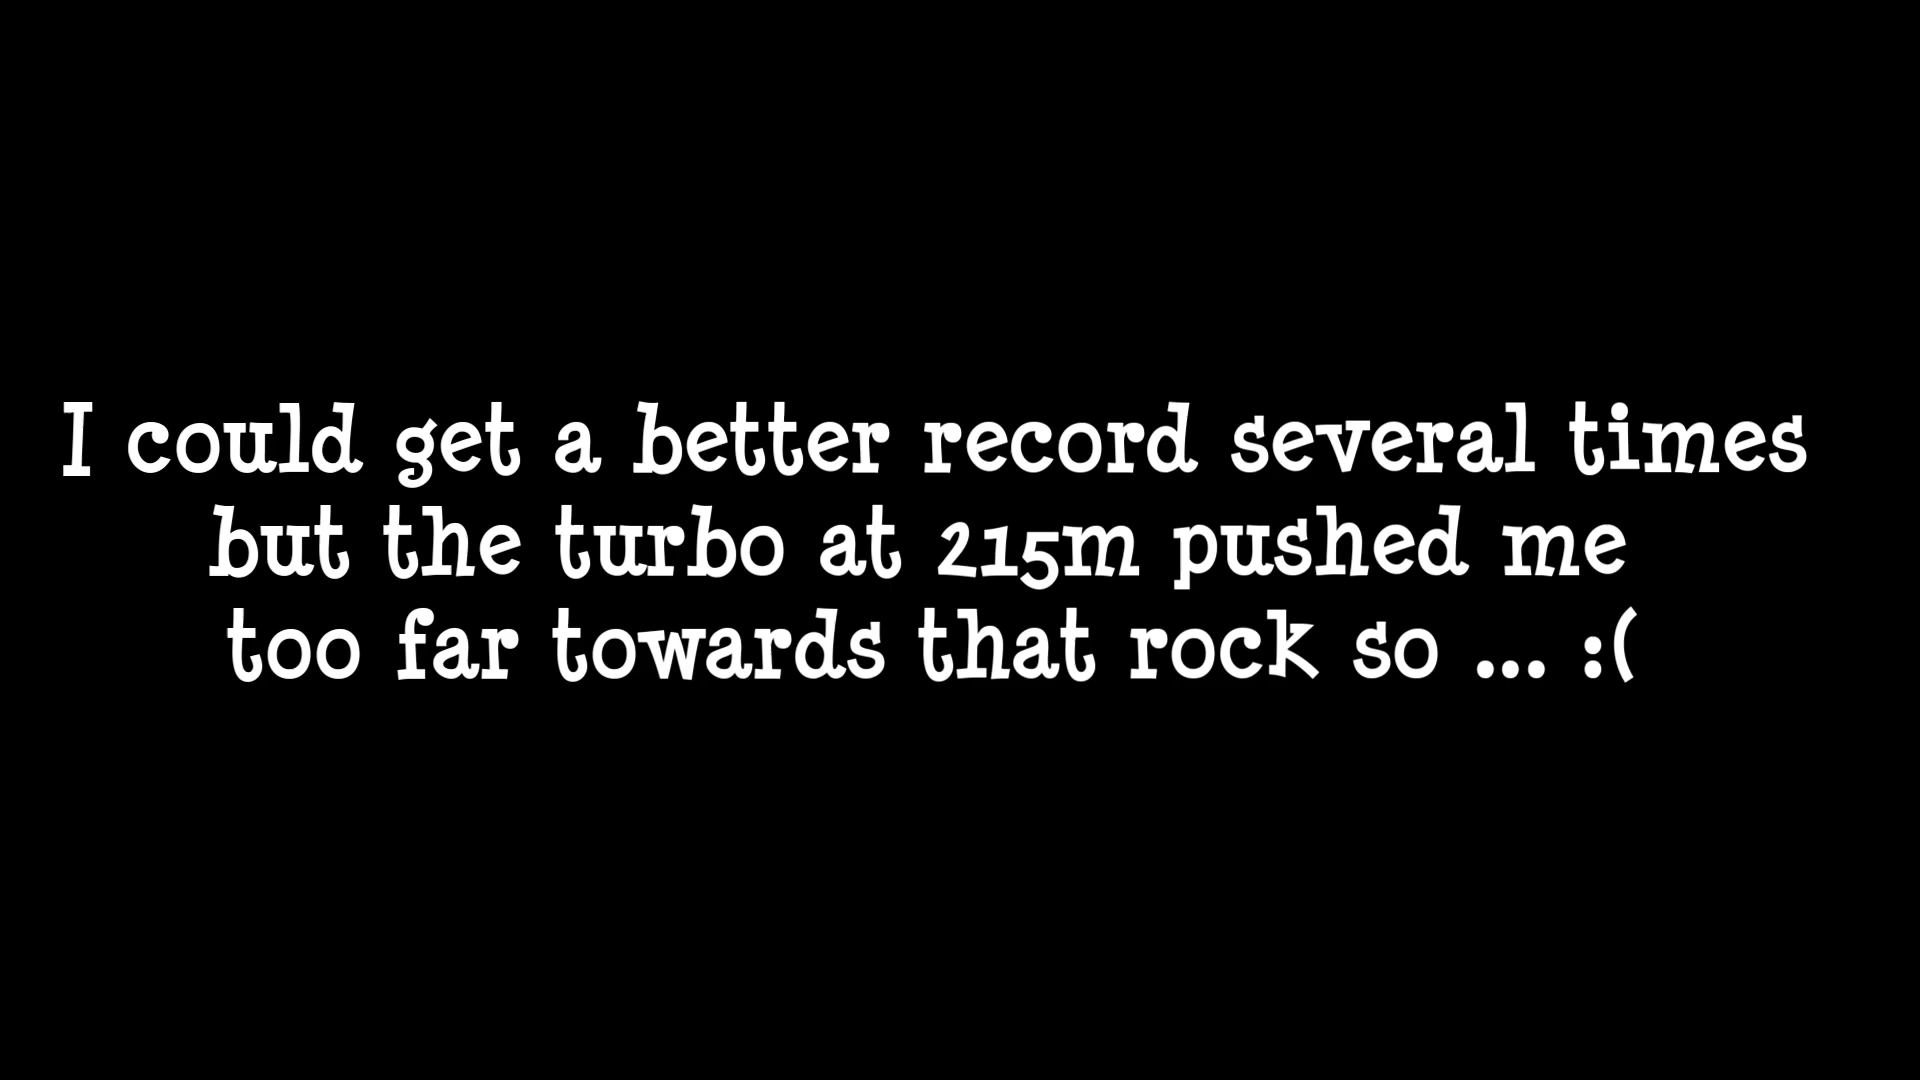 I could get a better record several times
but the turbo at 215m pushed me
too far towards that rock so ... :(